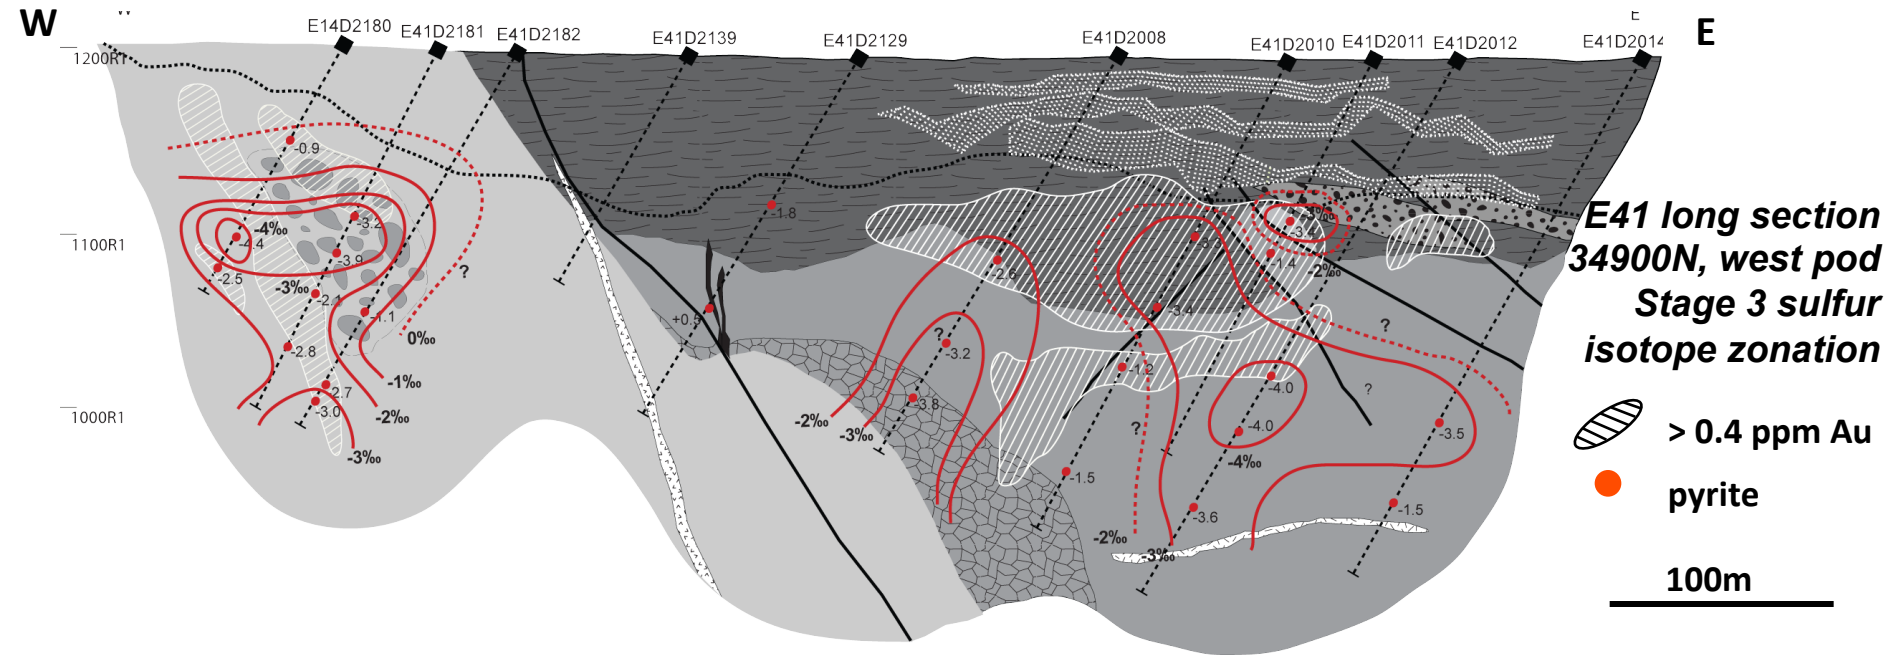 W
E
E14D2180
E41D2181
E41D2182
E41D2139
E41D2129
E41D2008
E41D2010
E41D2011
E41D2012
E41D2014
E
1200R1
1100R1
1000R1
-0.9
-3.2
-4‰
-4.4
-3.9
-2.5
-3‰
-2.1
-1.1
?
0‰
-2.8
-1‰
-2.7
-3.0
-2‰
-3‰
-1.8
+0.5
-2.6
?
-3.2
-3.8
-2‰
-3‰
-3.4
-1.2
?
-1.5
-2‰
-3‰
-3.6
-3‰
-3.4
-1.4
-2‰
?
?
-4.0
-4.0
-4‰
-3.5
-1.5
E41 long section
34900N, west pod
Stage 3 sulfur
isotope zonation
> 0.4 ppm Au
pyrite
100m